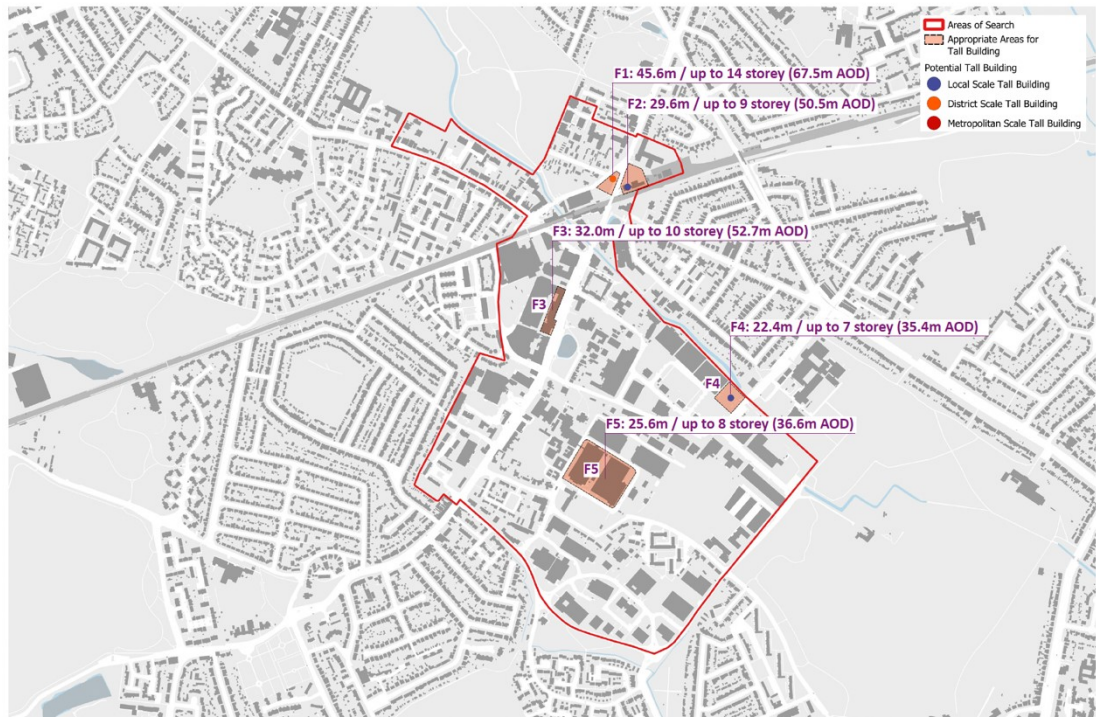 Areas of Search
Appropriate Areas for
Tall Building
Potential Tall Building
Local Scale Tall Building
District Scale Tall Building
Metropolitan Scale Tall Building
F1: 45.6m / up to 14 storey (67.5m AOD)
F2: 29.6m / up to 9 storey (50.5m AOD)
F3: 32.0m / up to 10 storey (52.7m AOD)
F3
F4: 22.4m / up to 7 storey (35.4m AOD)
F4
F5: 25.6m / up to 8 storey (36.6m AOD)
F5